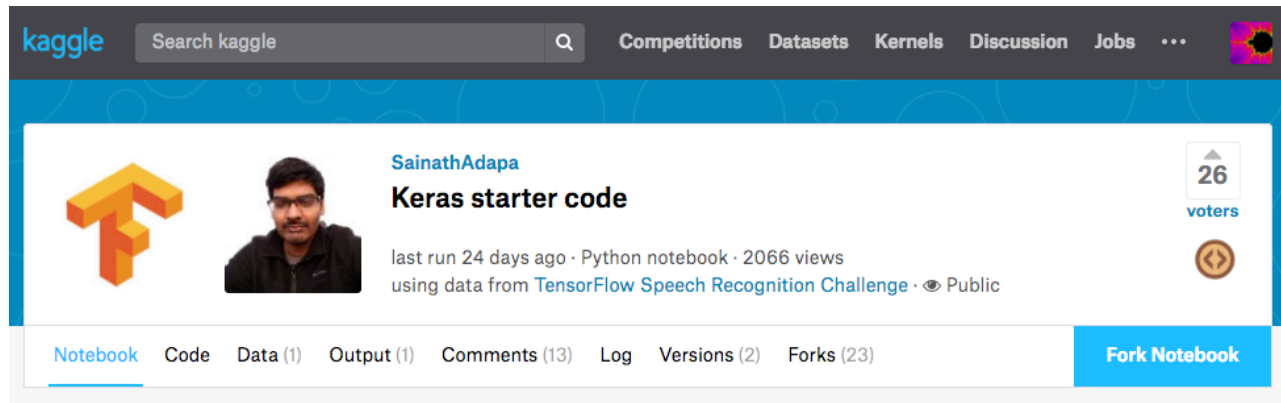 kaggle Search kaggle Competitions Datasets Kernels Discussion Jobs •••
SainathAdapa
Keras starter code
26
voters
last run 24 days ago · Python notebook · 2066 views
using data from TensorFlow Speech Recognition Challenge · Public
Notebook Code Data (1) Output (1) Comments (13) Log Versions (2) Forks (23) Fork Notebook